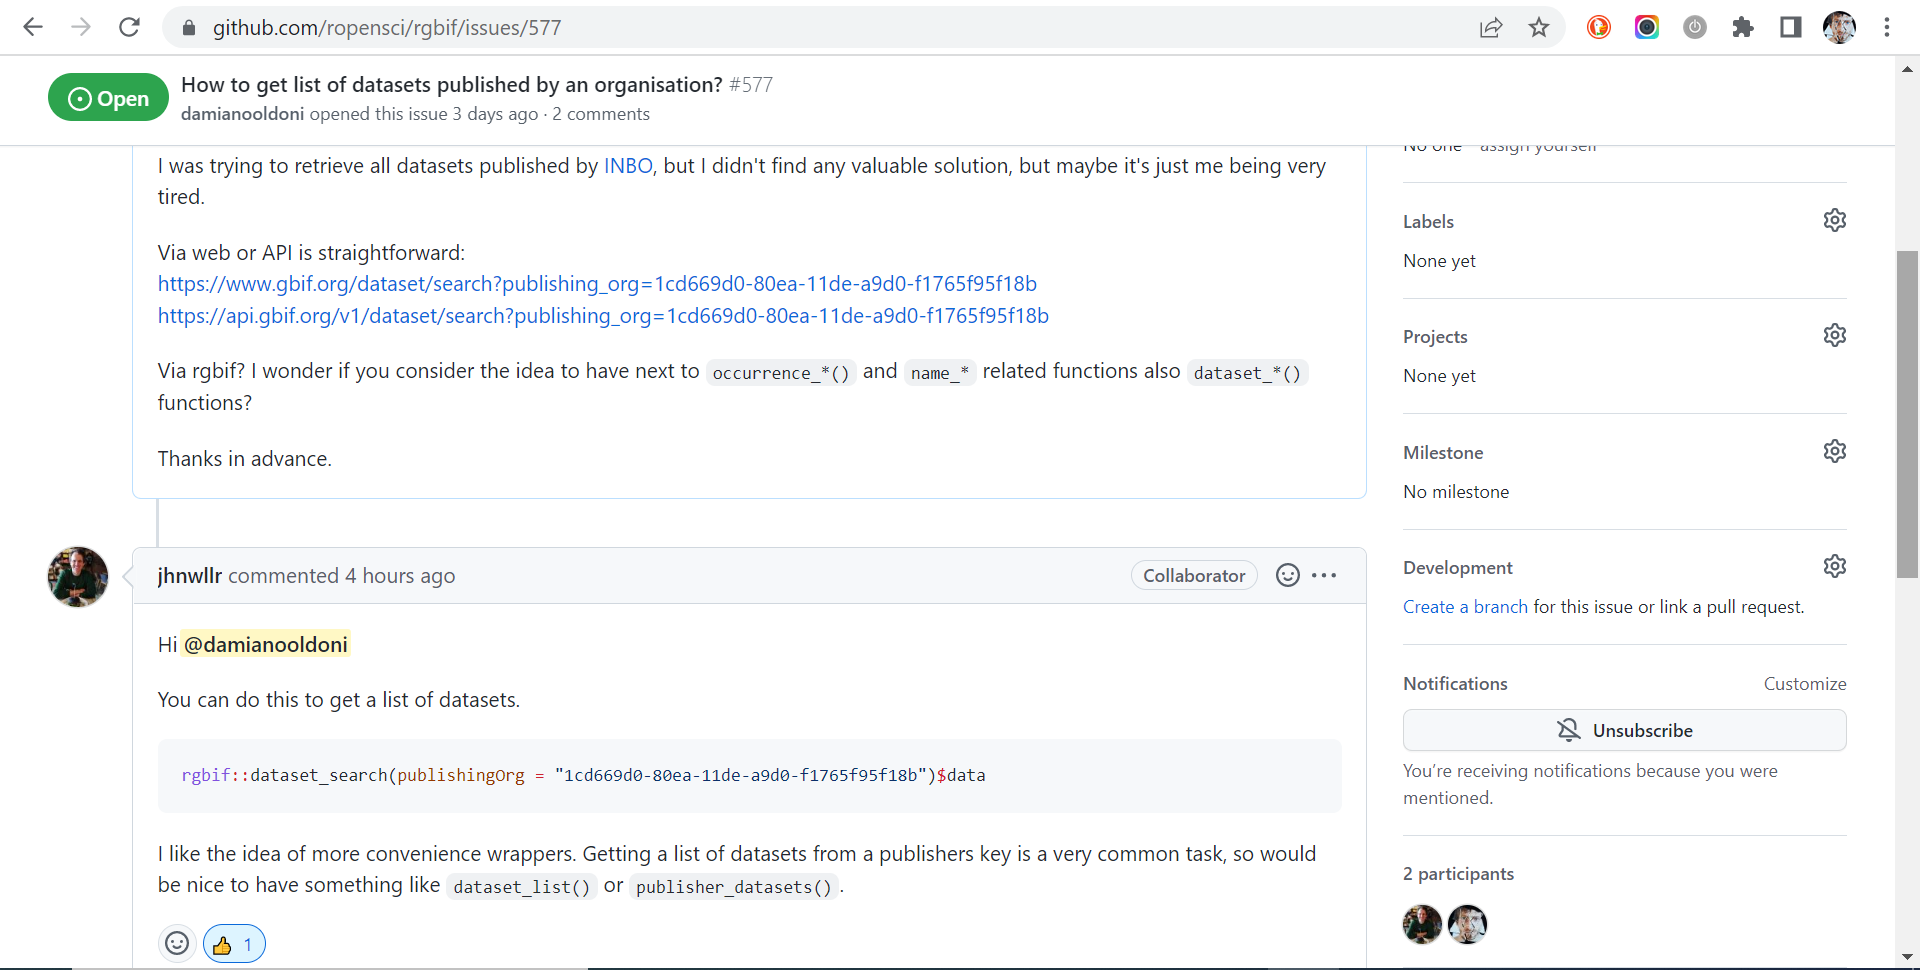 github.com/ropensci/rgbif/issues/577
Open
How to get list of datasets published by an organisation? #577
damianooldoni opened this issue 3 days ago · 2 comments
I was trying to retrieve all datasets published by INBO, but I didn't find any valuable solution, but maybe it's just me being very
tired.
Via web or API is straightforward:
https://www.gbif.org/dataset/search?publishing_org=1cd669d0-80ea-11de-a9d0-f1765f95f18b
https://api.gbif.org/v1/dataset/search?publishing_org=1cd669d0-80ea-11de-a9d0-f1765f95f18b
Via rgbif? I wonder if you consider the idea to have next to occurrence_*() and name_* related functions also dataset_*()
functions?
Thanks in advance.
jhnwllr commented 4 hours ago
Collaborator
Hi @damianooldoni
You can do this to get a list of datasets.
rgbif::dataset_search(publishingOrg = "1cd669d0-80ea-11de-a9d0-f1765f95f18b")$data
I like the idea of more convenience wrappers. Getting a list of datasets from a publishers key is a very common task, so would
be nice to have something like dataset_list() or publisher_datasets().
👍 1
No one—assign yourself
Labels
None yet
Projects
None yet
Milestone
No milestone
Development
Create a branch for this issue or link a pull request.
Notifications
Customize
Unsubscribe
You're receiving notifications because you were
mentioned.
2 participants